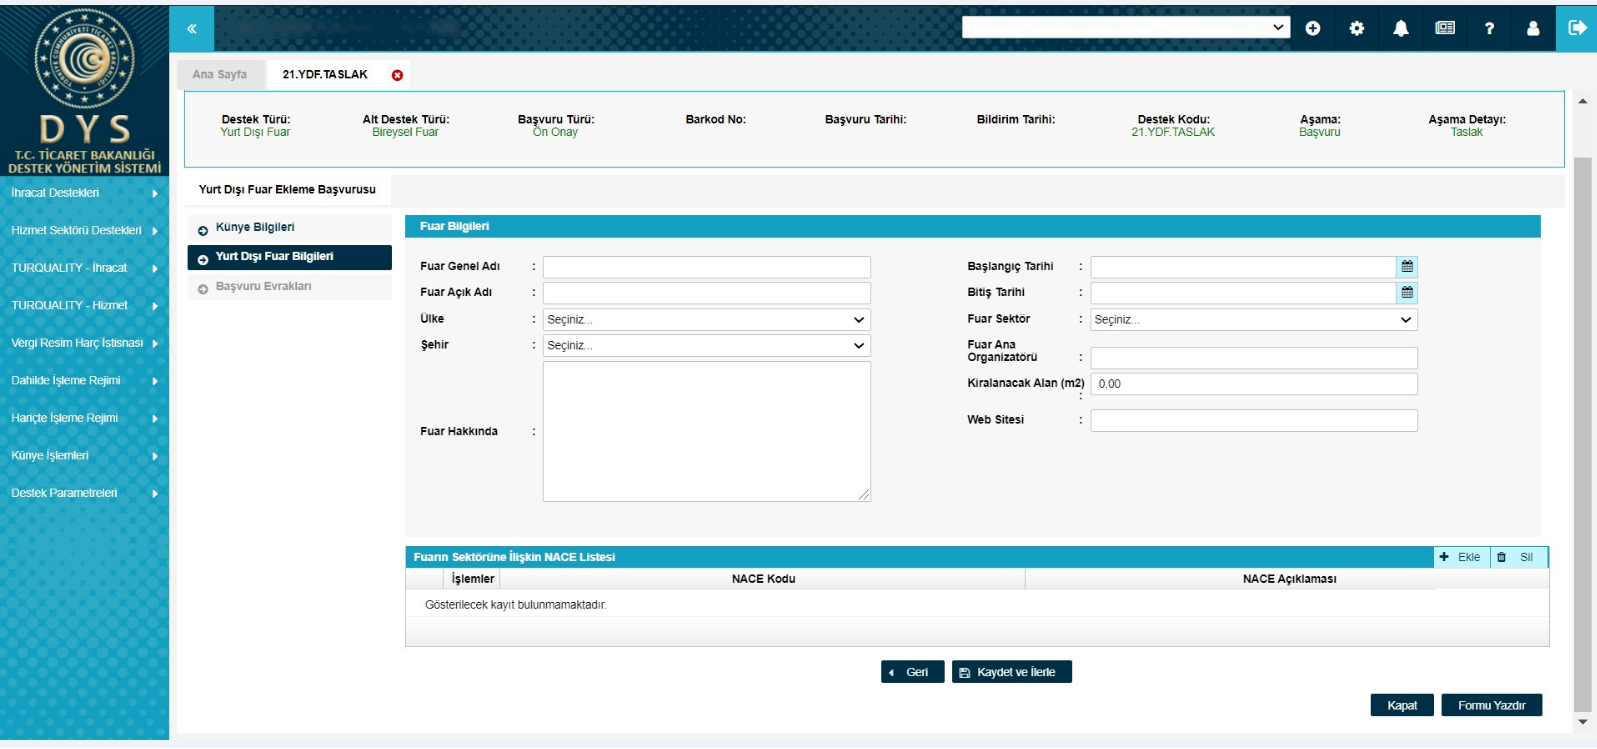 Ana Sayfa
21.YDF.TASLAK
DYS
T.C. TİCARET BAKANLIĞI
DESTEK YÖNETİM SİSTEMİ
İhracat Destekleri
Hizmet Sektörü Destekleri
TURQUALITY - İhracat
TURQUALITY - Hizmet
Vergi Resim Harç İstisnası
Dahilde İşleme Rejimi
Hariçte İşleme Rejimi
Künye İşlemleri
Destek Parametreleri
Destek Türü:
Yurt Dışı Fuar
Alt Destek Türü:
Bireysel Fuar
Başvuru Türü:
Ön Onay
Barkod No:
Başvuru Tarihi:
Bildirim Tarihi:
Destek Kodu:
21.YDF.TASLAK
Aşama:
Başvuru
Aşama Detayı:
Taslak
Yurt Dışı Fuar Ekleme Başvurusu
Künye Bilgileri
Yurt Dışı Fuar Bilgileri
Başvuru Evrakları
Fuar Bilgileri
Fuar Genel Adı :
Fuar Açık Adı :
Ülke : Seçiniz...
Şehir : Seçiniz...
Fuar Hakkında :
Başlangıç Tarihi :
Bitiş Tarihi :
Fuar Sektör : Seçiniz...
Fuar Ana
Organizatörü :
Kiralanacak Alan (m2) : 0,00
Web Sitesi :
Fuarın Sektörüne İlişkin NACE Listesi
+ Ekle Sil
İşlemler NACE Kodu NACE Açıklaması
Gösterilecek kayıt bulunmamaktadır.
Geri Kaydet ve İlerle
Kapat Formu Yazdır